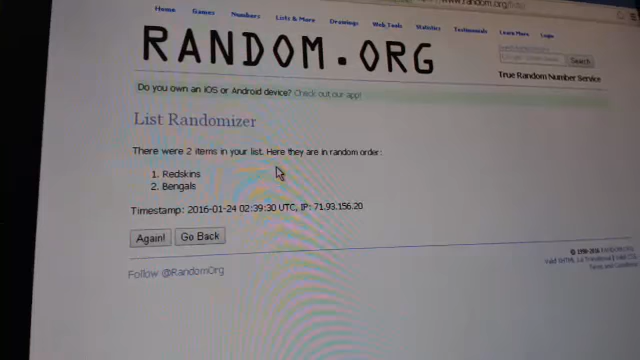 www.random.org/lists/
Home Games Numbers Lists & More Drawings Web Tools Statistics Testimonials Learn More Login
RANDOM.ORG
Search
True Random Number Service
Do you own an iOS or Android device? Check out our app!
List Randomizer
There were 2 items in your list. Here they are in random order:
1. Redskins
2. Bengals
Timestamp: 2016-01-24 02:39:30 UTC, IP: 71.93.156.20
Again! Go Back
Follow @RandomOrg
© 1998-2016 RANDOM.ORG
Terms and Conditions